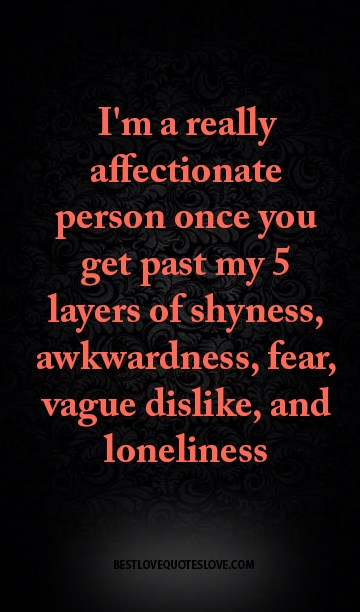 I'm a really
affectionate
person once you
get past my 5
layers of shyness,
awkwardness, fear,
vague dislike, and
loneliness
BESTLOVEQUOTESLOVE.COM